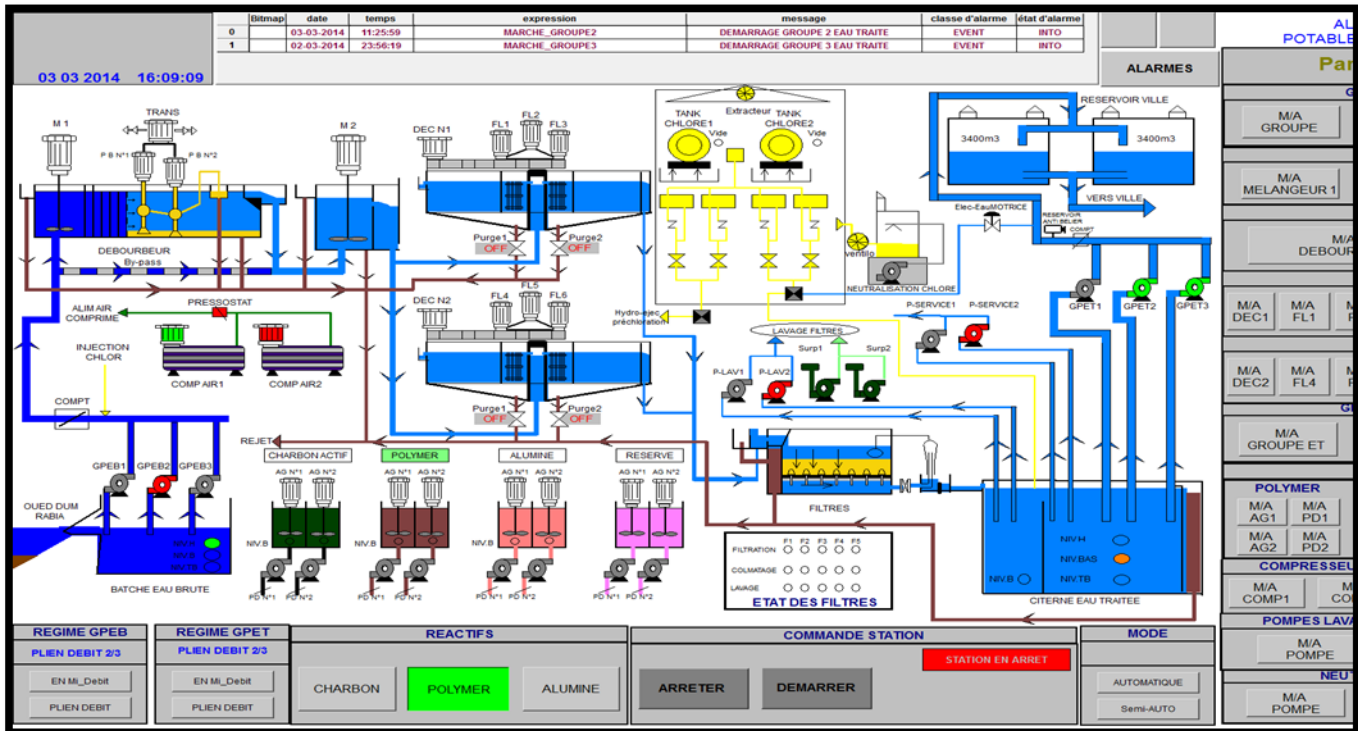 Bitmap date temps expression message classe d'alarme état d'alarme
0 03-03-2014 11:25:59 MARCHE_GROUPE2 DEMARRAGE GROUPE 2 EAU TRAITE EVENT INTO
1 02-03-2014 23:56:19 MARCHE_GROUPE3 DEMARRAGE GROUPE 3 EAU TRAITE EVENT INTO
03 03 2014 16:09:09
ALARMES
AL
POTABLE
Par
M/A
GROUPE
M/A
MELANGEUR 1
M/A
DEBOUR
M/A
DEC1
M/A
FL1
M/A
DEC2
M/A
FL4
M/A
GROUPE ET
POLYMER
M/A
AG1
M/A
PD1
M/A
AG2
M/A
PD2
COMPRESSEU
M/A
COMP1
POMPES LAVA
M/A
POMPE
NEUT
M/A
POMPE
M 1
TRANS
P B N°1
P B N°2
M 2
DEC N1
FL1
FL2
FL3
DEBOURBEUR
By-pass
Purge1
OFF
Purge2
OFF
TANK
CHLORE1
Extracteur
TANK
CHLORE2
Vide
Vide
RESERVOIR VILLE
3400m3
3400m3
VERS VILLE
Elec-EauMOTRICE
RESERVOIR
ANTI BELIER
COMPT
ventilo
NEUTRALISATION CHLORE
GPET1
GPET2
GPET3
PRESSOSTAT
ALIM AIR
COMPRIME
INJECTION
CHLOR
COMP AIR1
COMP AIR2
DEC N2
FL4
FL5
FL6
Hydro-ejec
préchloration
P-SERVICE1
P-SERVICE2
LAVAGE FILTRES
Surp1
Surp2
P-LAV1
P-LAV2
COMPT
Purge1
OFF
Purge2
OFF
REJET
CHARBON ACTIF
POLYMER
ALUMINE
RESERVE
AG N°1 AG N°2
AG N°1 AG N°2
AG N°1 AG N°2
AG N°1 AG N°2
GPEB1
GPEB2
GPEB3
OUED DUM
RABIA
NIV.H
NIV.B
NIV.TB
BATCHE EAU BRUTE
NIV.B
NIV.B
NIV.B
PD N°1 PD N°2
PD N°1 PD N°2
PD N°1 PD N°2
PD N°1 PD N°2
FILTRES
F1 F2 F3 F4 F5
FILTRATION
COLMATAGE
LAVAGE
ETAT DES FILTRES
NIV.H
NIV.BAS
NIV.B
NIV.TB
CITERNE EAU TRAITEE
REGIME GPEB
PLIEN DEBIT 2/3
EN Mi_Debit
PLIEN DEBIT
REGIME GPET
PLIEN DEBIT 2/3
EN Mi_Debit
PLIEN DEBIT
REACTIFS
CHARBON
POLYMER
ALUMINE
COMMANDE STATION
STATION EN ARRET
ARRETER
DEMARRER
MODE
AUTOMATIQUE
Semi-AUTO